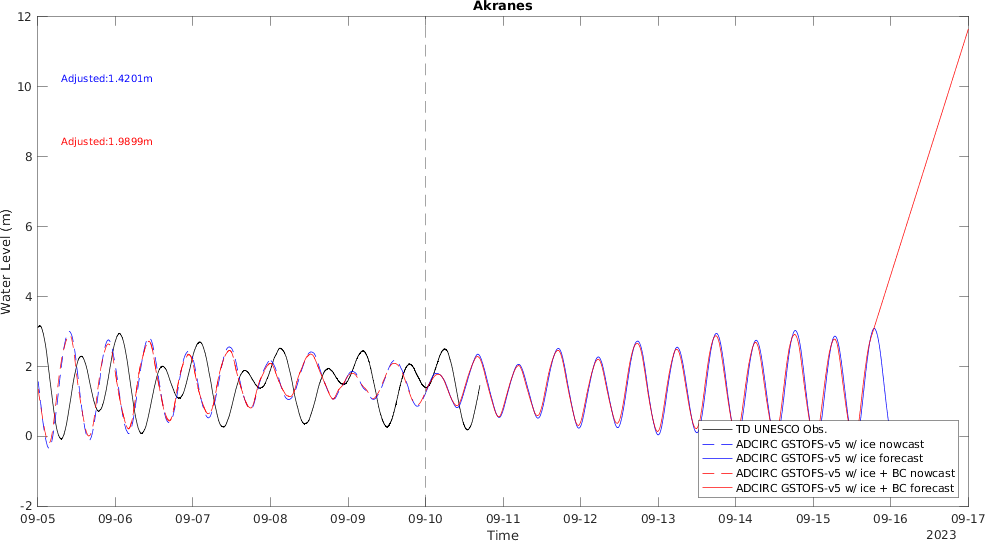 Akranes
12
10
8
6
4
2
0
-2
Water Level (m)
Adjusted:1.4201m
Adjusted:1.9899m
TD UNESCO Obs.
ADCIRC GSTOFS-v5 w/ ice nowcast
ADCIRC GSTOFS-v5 w/ ice forecast
ADCIRC GSTOFS-v5 w/ ice + BC nowcast
ADCIRC GSTOFS-v5 w/ ice + BC forecast
09-05 09-06 09-07 09-08 09-09 09-10 09-11 09-12 09-13 09-14 09-15 09-16 09-17
Time
2023